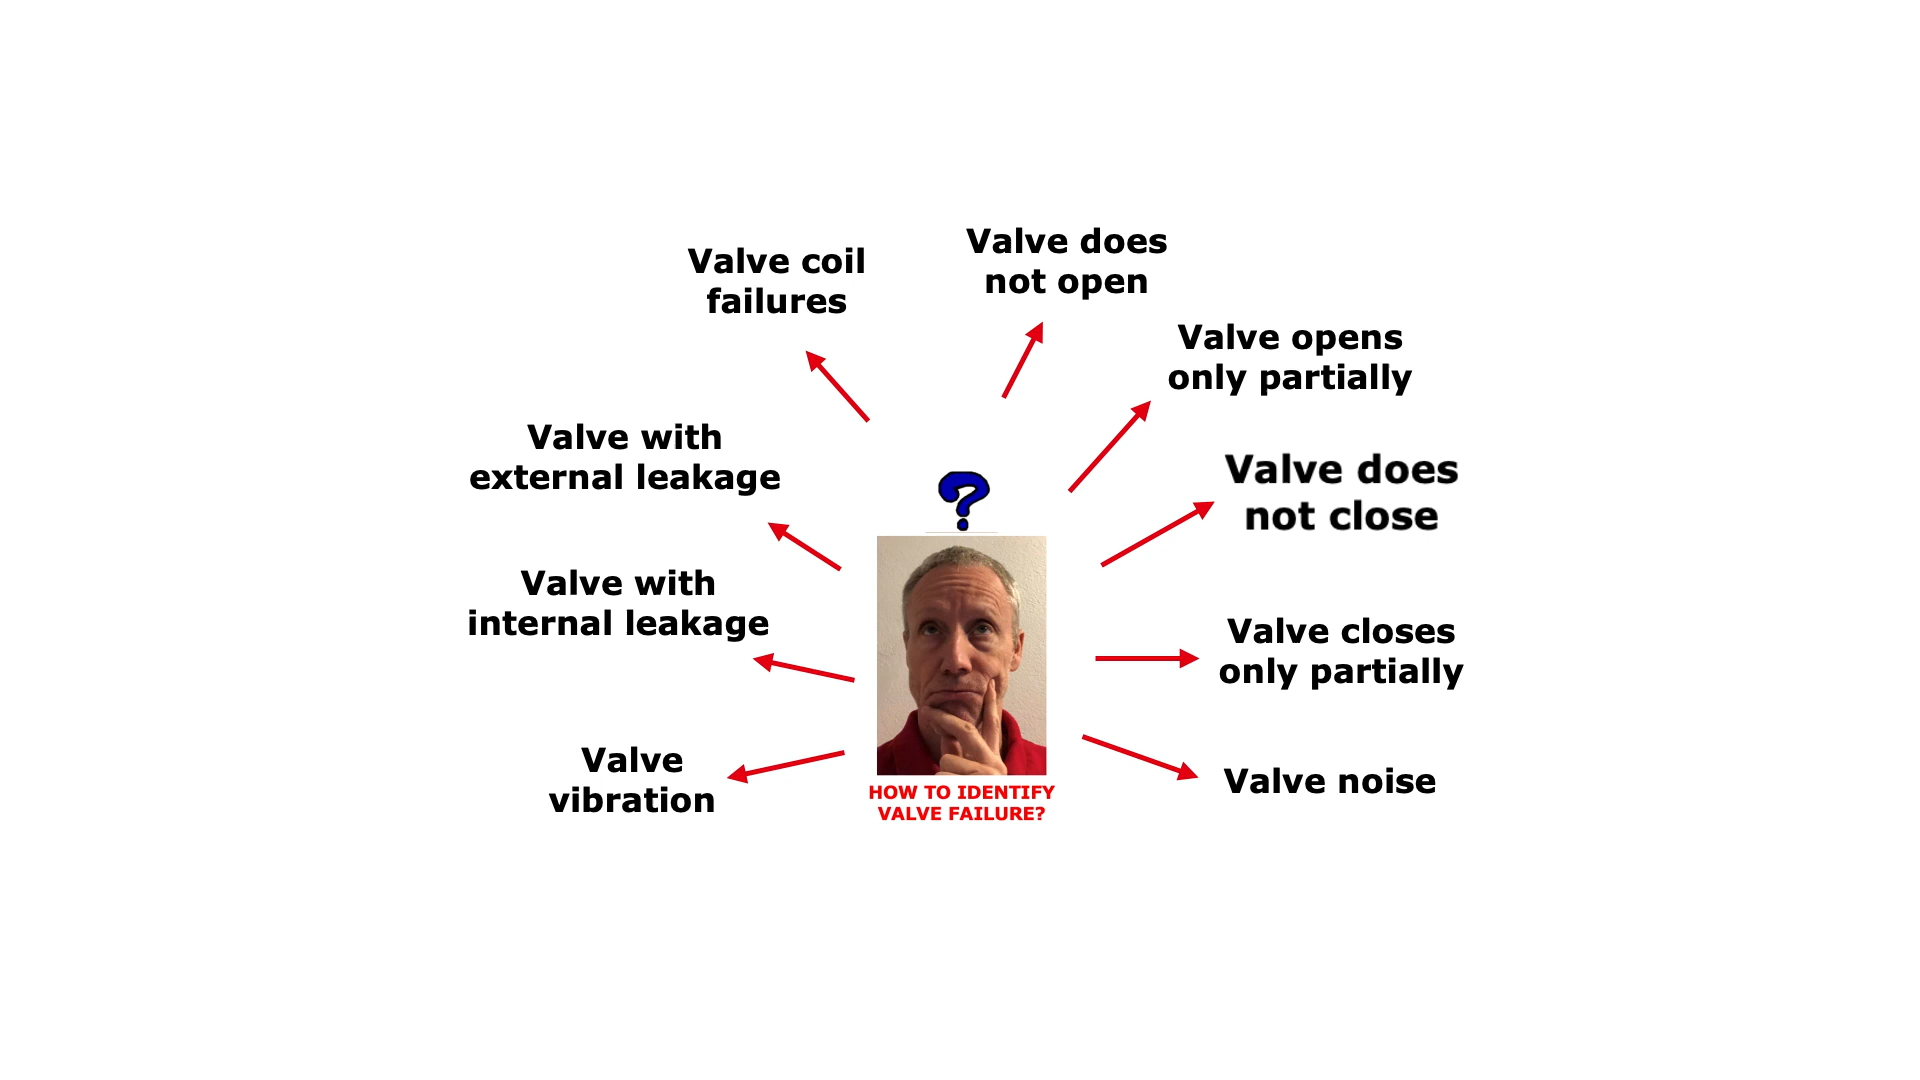 Valve coil
failures
Valve does
not open
Valve opens
only partially
Valve with
external leakage
Valve does
not close
?
Valve with
internal leakage
Valve closes
only partially
Valve
vibration
Valve noise
HOW TO IDENTIFY
VALVE FAILURE?